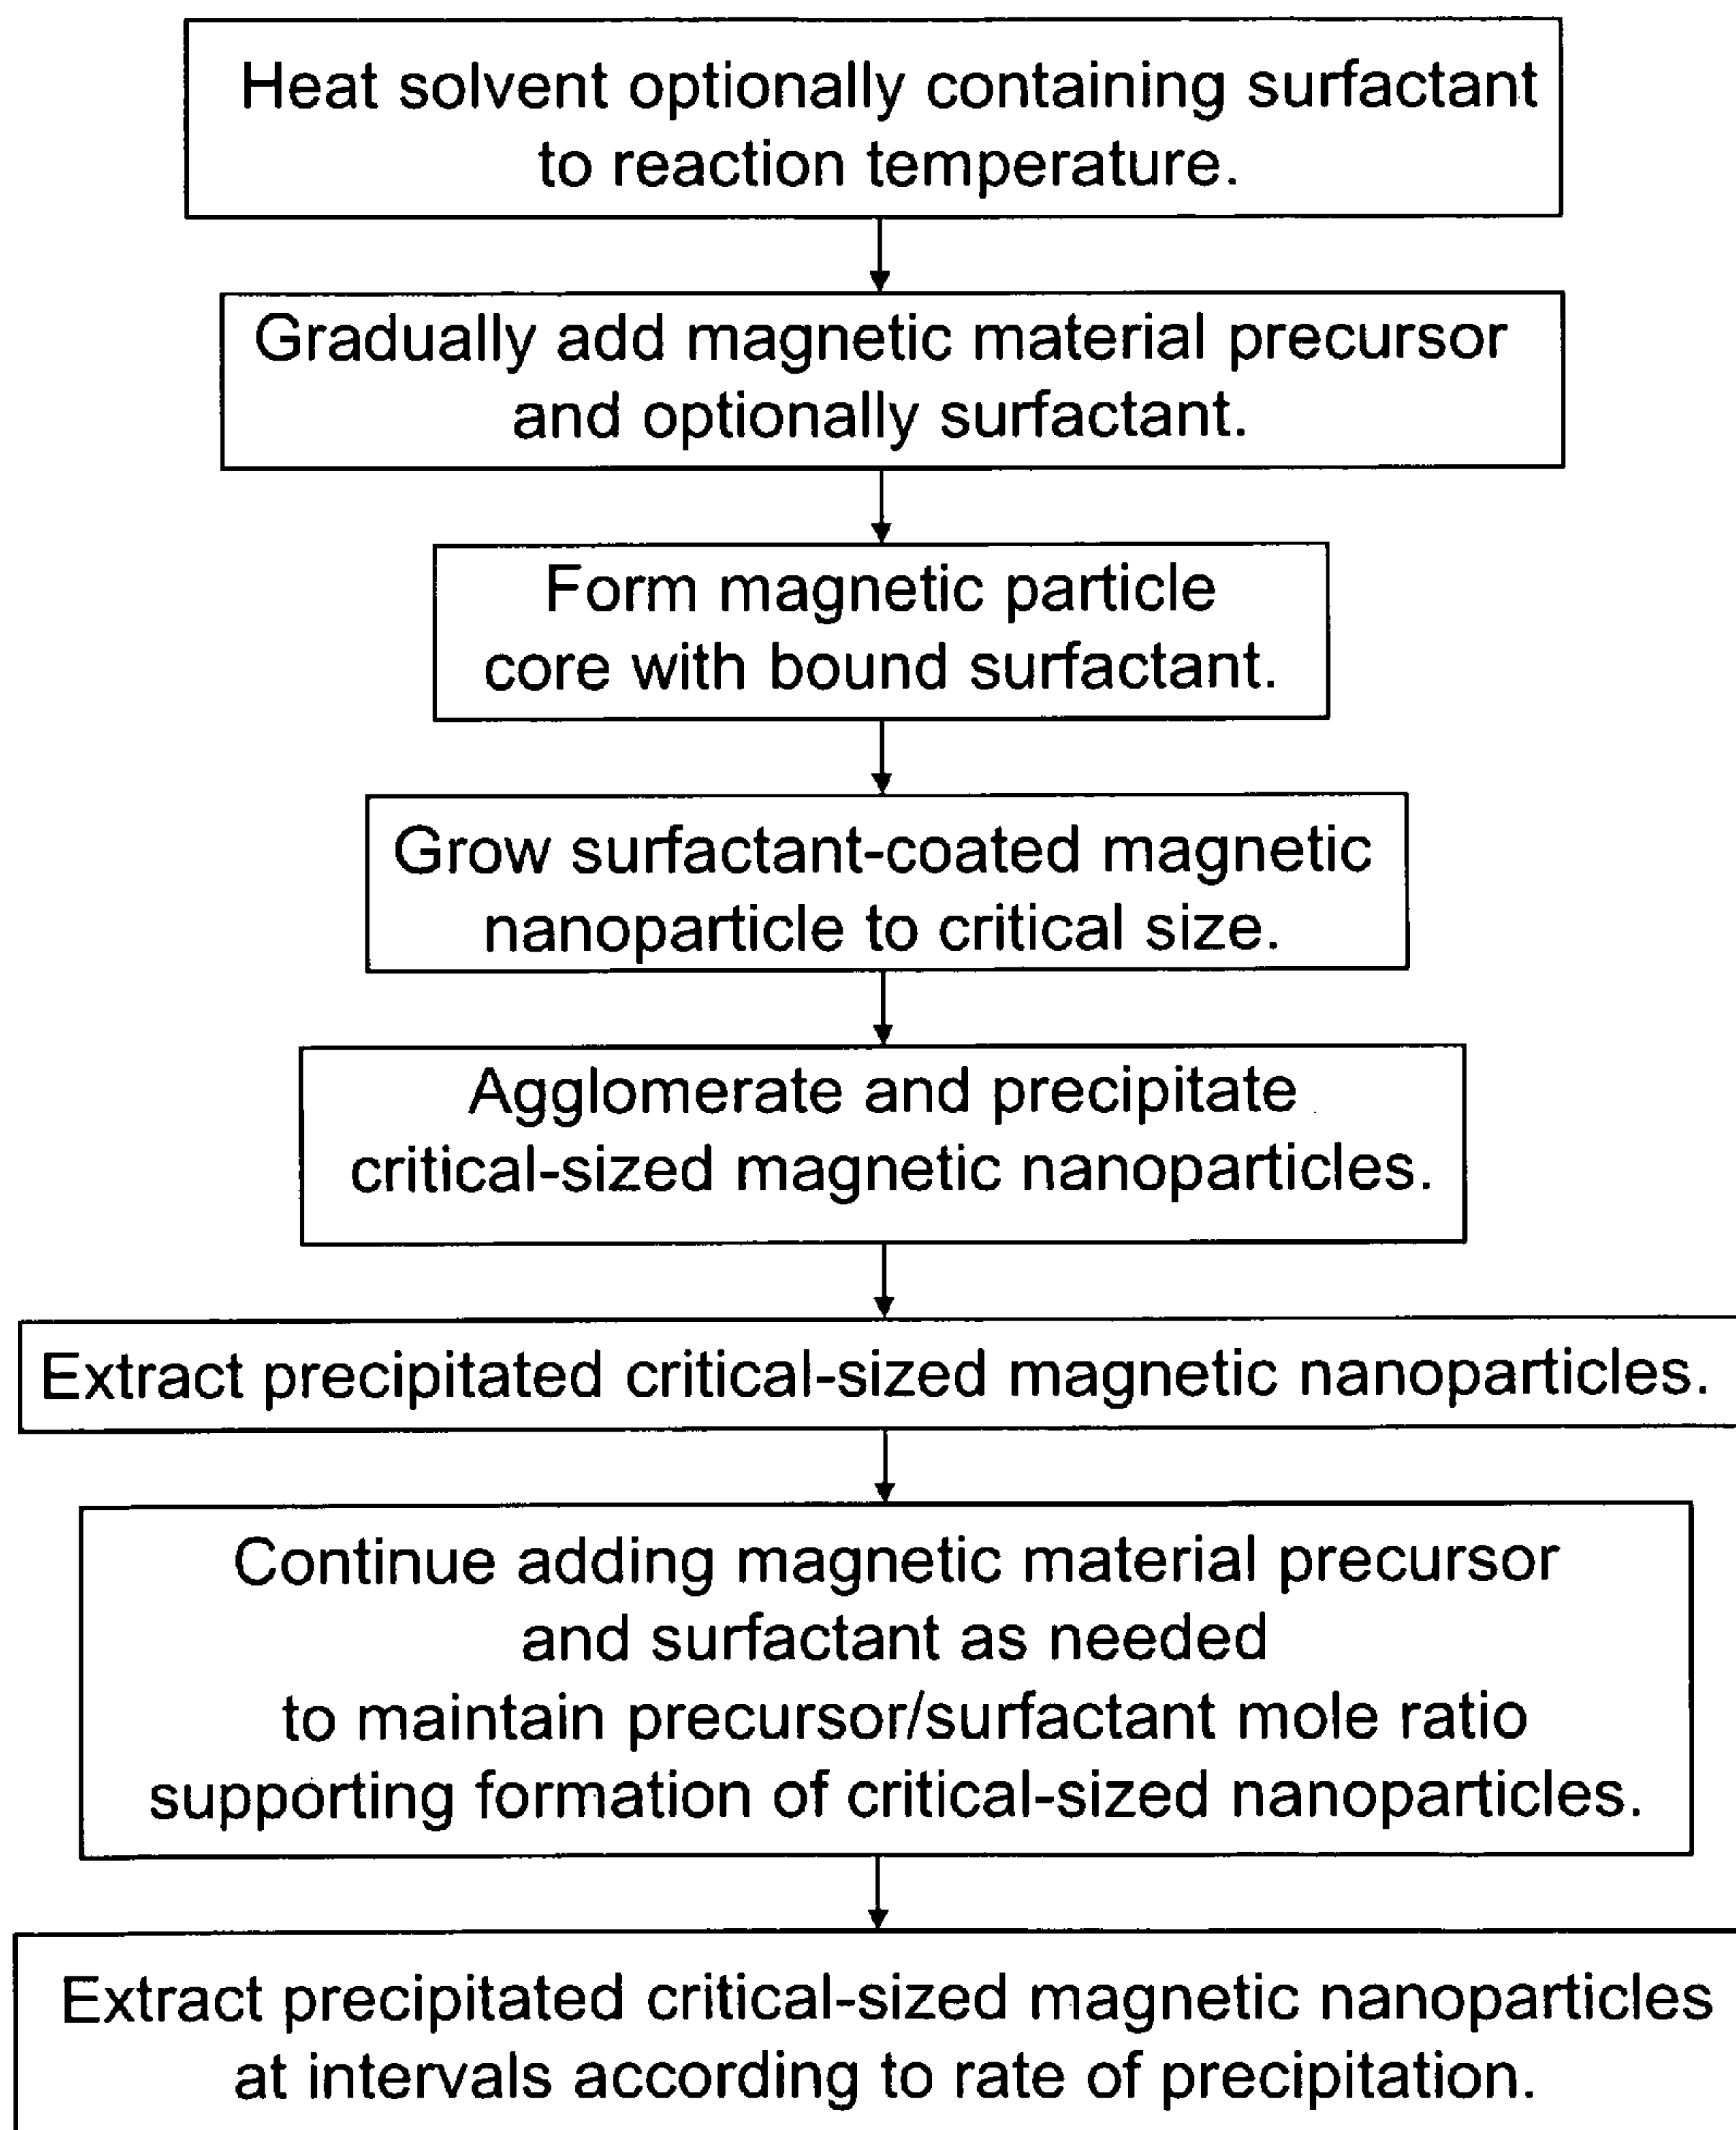 Heat solvent optionally containing surfactant
to reaction temperature.
Gradually add magnetic material precursor
and optionally surfactant.
Form magnetic particle
core with bound surfactant.
Grow surfactant-coated magnetic
nanoparticle to critical size.
Agglomerate and precipitate
critical-sized magnetic nanoparticles.
Extract precipitated critical-sized magnetic nanoparticles.
Continue adding magnetic material precursor
and surfactant as needed
to maintain precursor/surfactant mole ratio
supporting formation of critical-sized nanoparticles.
Extract precipitated critical-sized magnetic nanoparticles
at intervals according to rate of precipitation.